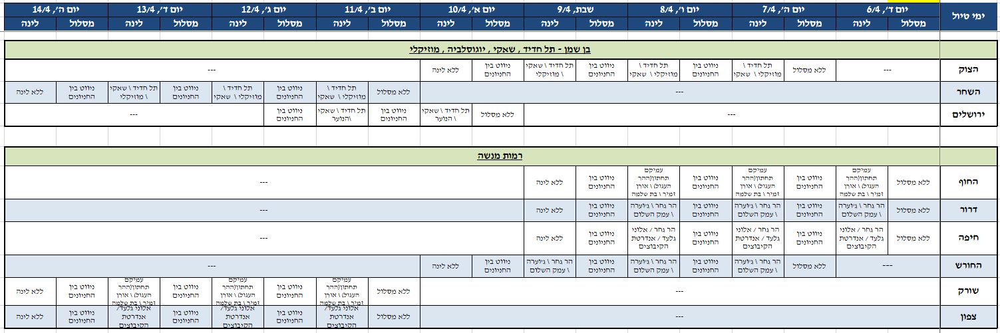 ימי טיול יום ד', 6/4 יום ה', 7/4 יום ו', 8/4 שבת, 9/4 יום א', 10/4 יום ב', 11/4 יום ג', 12/4 יום ד', 13/4 יום ה', 14/4
מסלול לינה מסלול לינה מסלול לינה מסלול לינה מסלול לינה מסלול לינה מסלול לינה מסלול לינה מסלול לינה
בן שמן - תל חדיד , שאקי , יוגוסלביה , מוזיקלי
הצוק
---
ללא מסלול
תל חדיד \
מוזיקלי \ שאקי
ניווט בין
החניונים
תל חדיד \
מוזיקלי \ שאקי
ניווט בין
החניונים
תל חדיד \ שאקי
\ מוזיקלי
ניווט בין
החניונים
ללא לינה
---
השחר
---
ללא מסלול
תל חדיד \
מוזיקלי \ שאקי
ניווט בין
החניונים
תל חדיד \
מוזיקלי \ שאקי
ניווט בין
החניונים
תל חדיד \ שאקי
\ מוזיקלי
ניווט בין
החניונים
ללא לינה
ירושלים
---
ללא מסלול
תל חדיד \ שאקי
\ הנוער
ניווט בין
החניונים
תל חדיד \ שאקי
\הנוער
ניווט בין
החניונים
---
רמות מנשה
החוף
ללא מסלול
עמיקם
תחתון(ההר
העגול) \ אורן
זמיר \ בת שלמה
ניווט בין
החניונים
עמיקם
תחתון(ההר
העגול) \ אורן
זמיר \ בת שלמה
ניווט בין
החניונים
עמיקם
תחתון(ההר
העגול) \ אורן
זמיר \ בת שלמה
ניווט בין
החניונים
ללא לינה
---
דרור
ללא מסלול
הר גחר \ ג'וערה
\ עמק השלום
ניווט בין
החניונים
הר גחר \ ג'וערה
\ עמק השלום
ניווט בין
החניונים
הר גחר \ ג'וערה
\ עמק השלום
ניווט בין
החניונים
ללא לינה
---
חיפה
ללא מסלול
הר גחר / אלוני
גלעד / אנדרטת
הקיבוצים
ניווט בין
החניונים
הר גחר / אלוני
גלעד / אנדרטת
הקיבוצים
ניווט בין
החניונים
הר גחר / אלוני
גלעד / אנדרטת
הקיבוצים
ניווט בין
החניונים
ללא לינה
---
החורש
---
ללא מסלול
הר גחר \ ג'וערה
\ עמק השלום
ניווט בין
החניונים
הר גחר \ ג'וערה
\ עמק השלום
ניווט בין
החניונים
הר גחר \ ג'וערה
\ עמק השלום
ניווט בין
החניונים
ללא לינה
---
שורק
---
ללא מסלול
עמיקם
תחתון(ההר
העגול) \ אורן
זמיר \ בת שלמה
ניווט בין
החניונים
עמיקם
תחתון(ההר
העגול) \ אורן
זמיר \ בת שלמה
ניווט בין
החניונים
עמיקם
תחתון(ההר
העגול) \ אורן
זמיר \ בת שלמה
ניווט בין
החניונים
ללא לינה
צפון
---
ללא מסלול
אלוני גלעד/
אנדרטת
הקיבוצים
ניווט בין
החניונים
אלוני גלעד/
אנדרטת
הקיבוצים
ניווט בין
החניונים
אלוני גלעד/
אנדרטת
הקיבוצים
ניווט בין
החניונים
ללא לינה